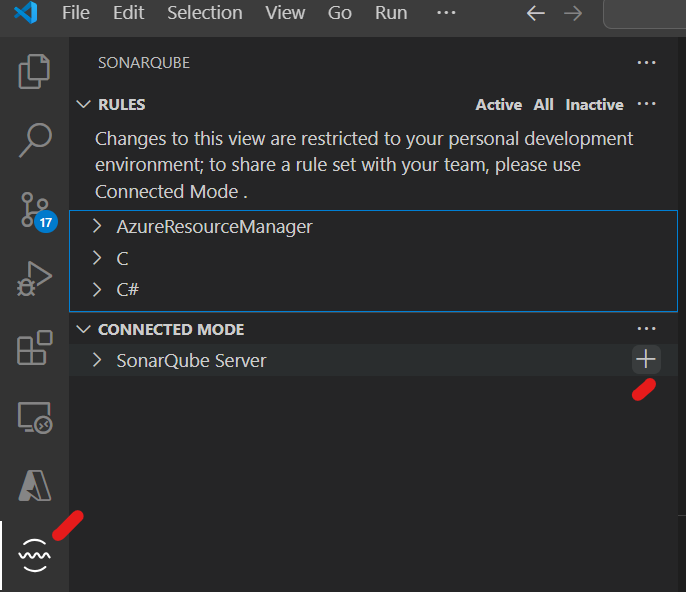 File Edit Selection View Go Run ...
SONARQUBE ...
RULES Active All Inactive ...
Changes to this view are restricted to your personal development
environment; to share a rule set with your team, please use
Connected Mode .
17
AzureResourceManager
C
C#
CONNECTED MODE ...
SonarQube Server